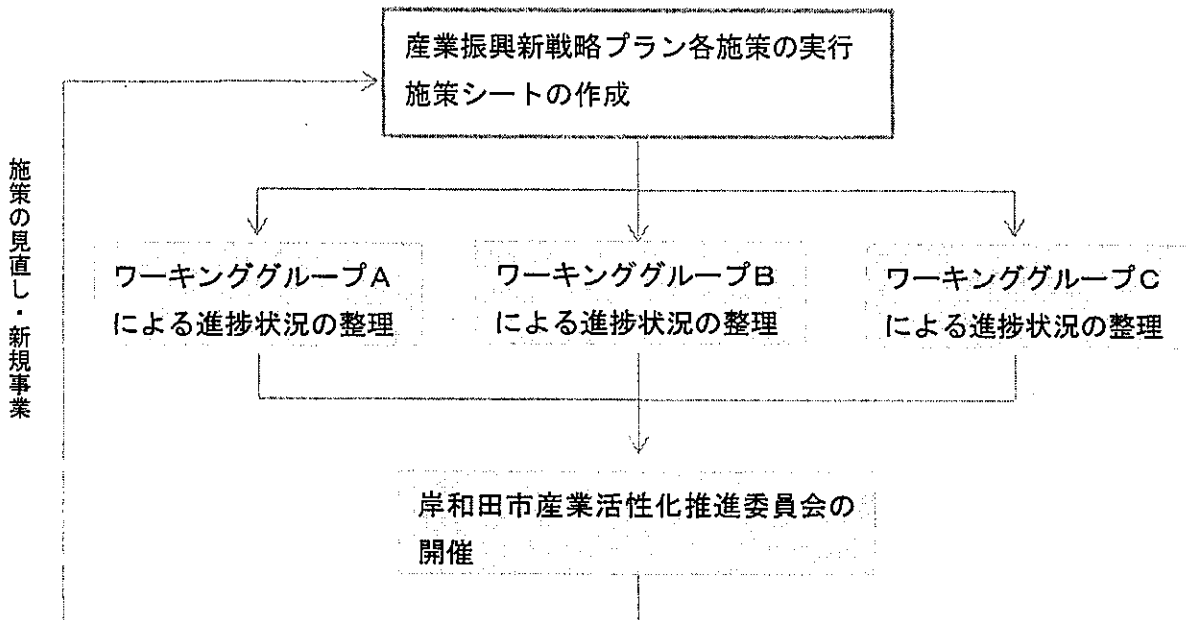 産業振興新戦略プラン各施策の実行
施策シートの作成
施策の見直し・新規事業
ワーキンググループA
による進捗状況の整理
ワーキンググループB
による進捗状況の整理
ワーキンググループC
による進捗状況の整理
岸和田市産業活性化推進委員会の
開催